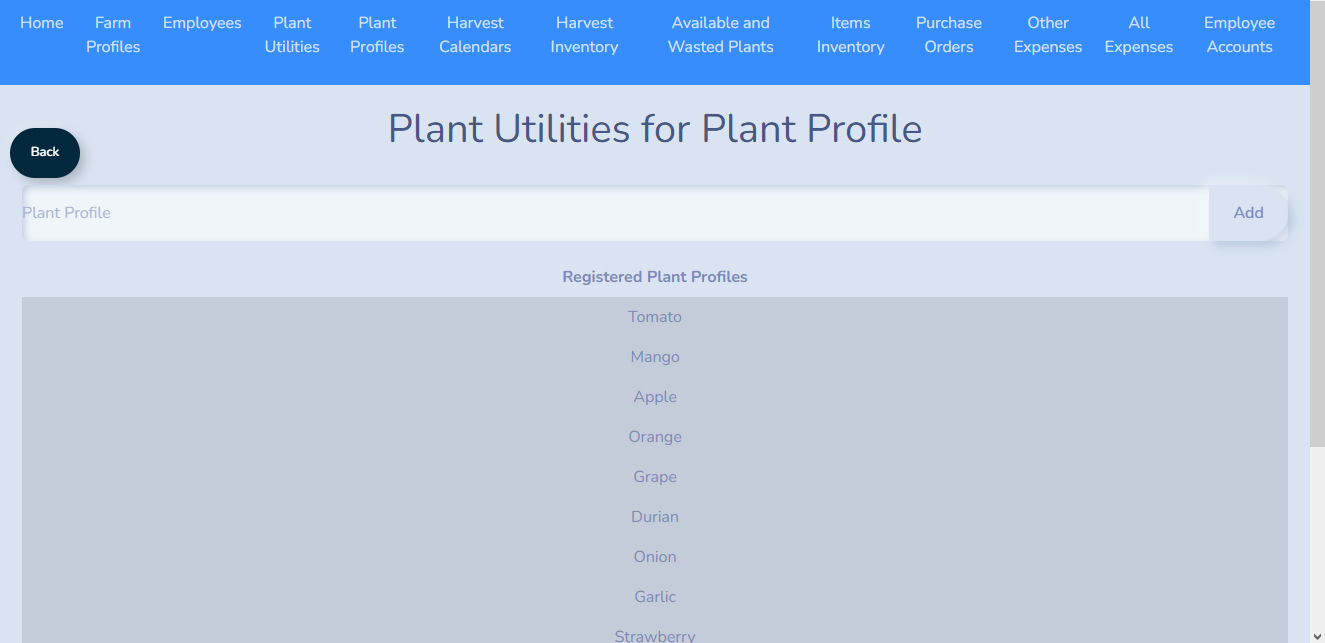 Home
Farm Profiles
Employees
Plant Utilities
Plant Profiles
Harvest Calendars
Harvest Inventory
Available and Wasted Plants
Items Inventory
Purchase Orders
Other Expenses
All Expenses
Employee Accounts
Plant Utilities for Plant Profile
Back
Plant Profile
Add
Registered Plant Profiles
Tomato
Mango
Apple
Orange
Grape
Durian
Onion
Garlic
Strawberry